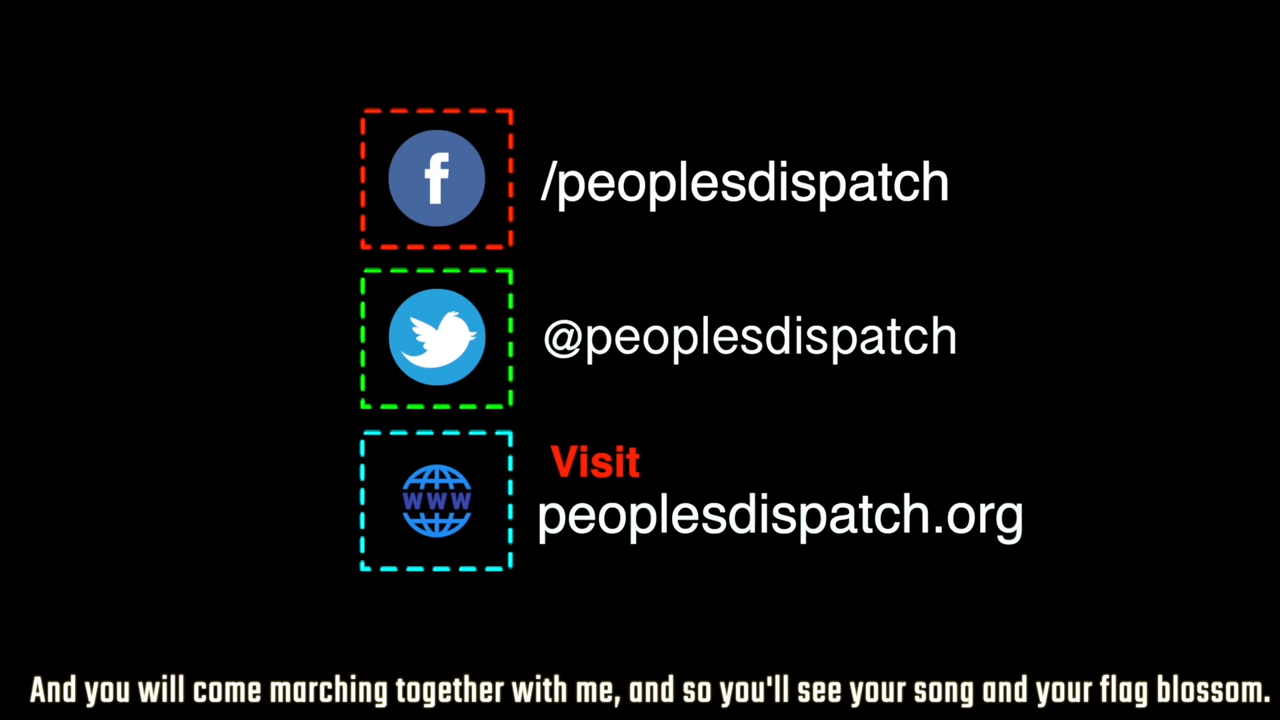 f
/peoplesdispatch
@peoplesdispatch
Visit
WWW
peoplesdispatch.org
And you will come marching together with me, and so you'll see your song and your flag blossom.